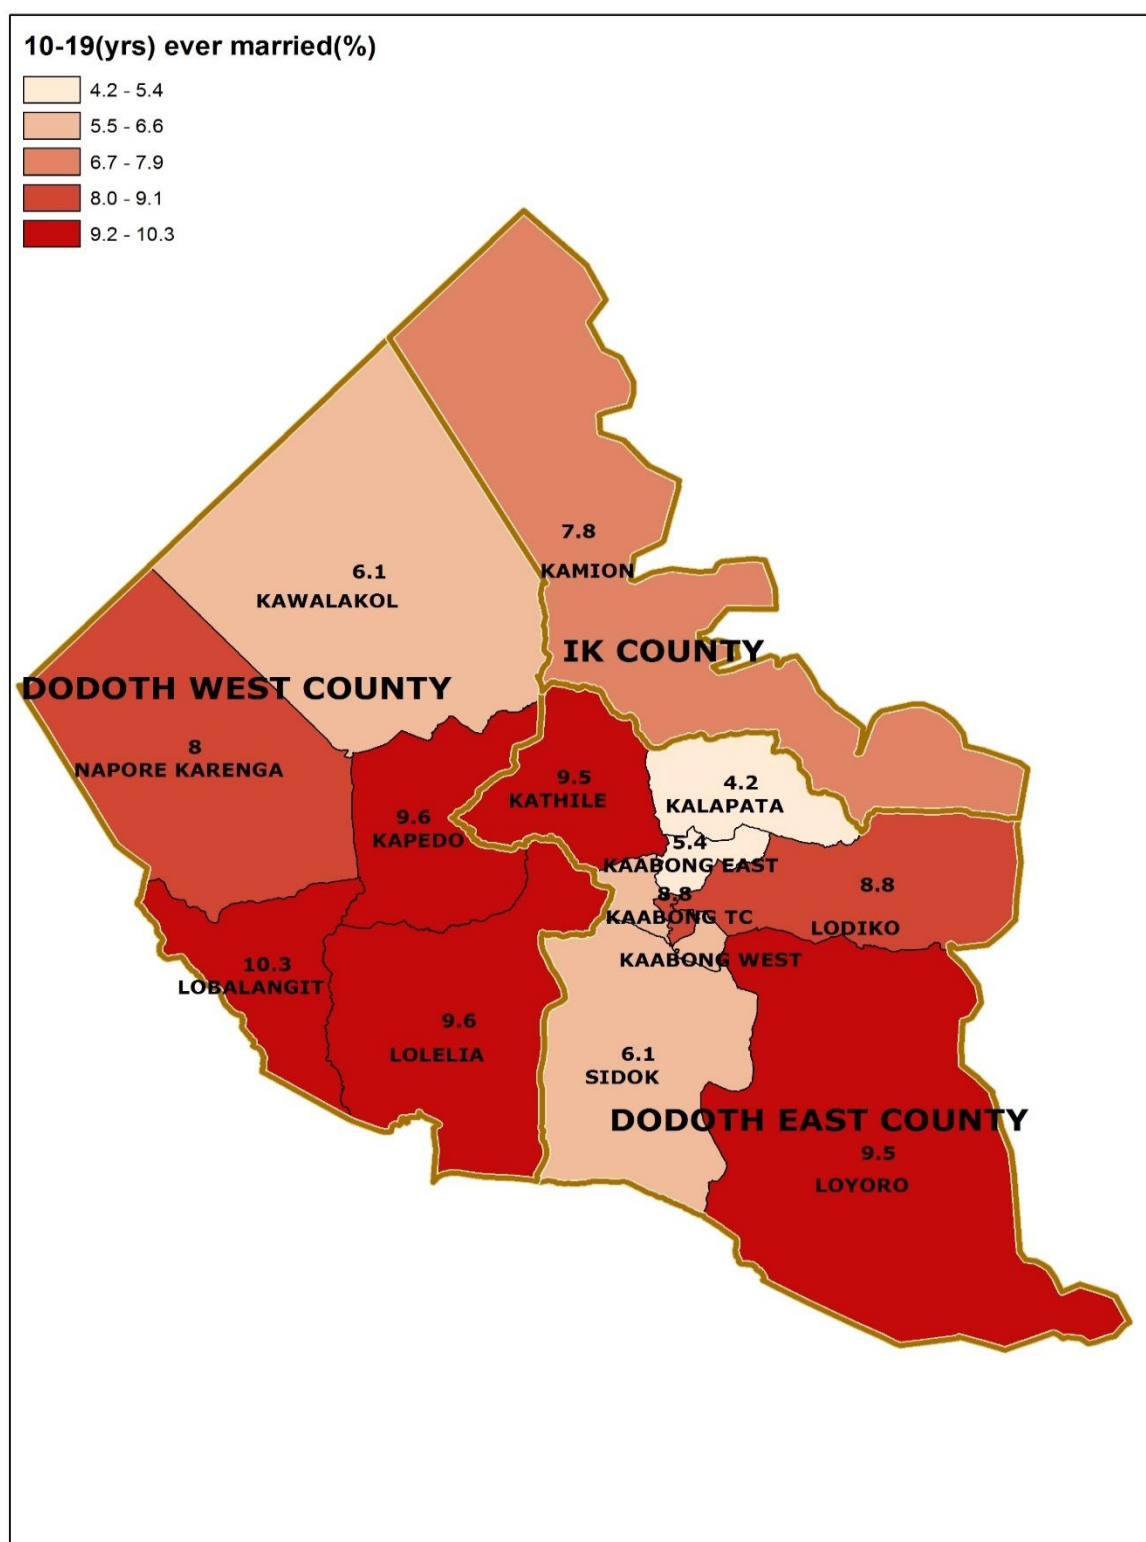 10-19(yrs) ever married(%)
4.2 - 5.4
5.5 - 6.6
6.7 - 7.9
8.0 - 9.1
9.2 - 10.3
7.8
KAMION
6.1
KAWALAKOL
IK COUNTY
DODOTH WEST COUNTY
8
NAPORE KARENGA
9.5
KATHILE
4.2
KALAPATA
9.6
KAPEDO
5.4
KAABONG EAST
8.8
KAABONG TC
8.8
LODIKO
KAABONG WEST
10.3
LOBALANGIT
9.6
LOLELIA
6.1
SIDOK
DODOTH EAST COUNTY
9.5
LOYORO